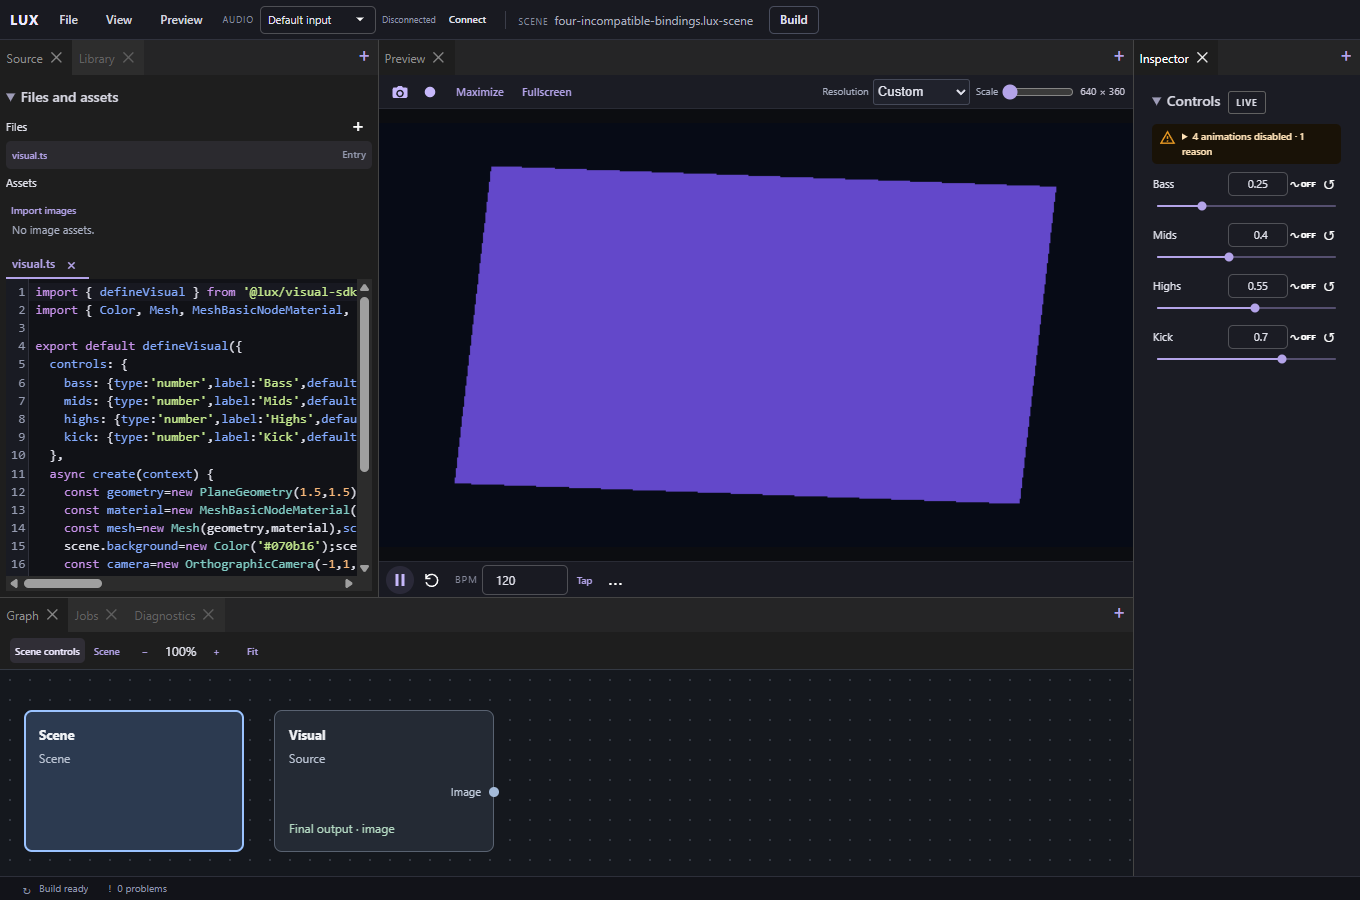 LUX File View Preview AUDIO Default input Disconnected Connect SCENE four-incompatible-bindings.lux-scene Build
Source Library +
Files and assets
Files +
visual.ts Entry
Assets
Import images
No image assets.
visual.ts x
1 import { defineVisual } from '@lux/visual-sdk
2 import { Color, Mesh, MeshBasicNodeMaterial,
3
4 export default defineVisual({
5 controls: {
6 bass: {type:'number',label:'Bass',default
7 mids: {type:'number',label:'Mids',default
8 highs: {type:'number',label:'Highs',defau
9 kick: {type:'number',label:'Kick',default
10 },
11 async create(context) {
12 const geometry=new PlaneGeometry(1.5,1.5)
13 const material=new MeshBasicNodeMaterial(
14 const mesh=new Mesh(geometry,material),sc
15 scene.background=new Color('#070b16');sce
16 const camera=new OrthographicCamera(-1,1,
Preview +
Maximize Fullscreen Resolution Custom Scale 640 × 360
BPM 120 Tap ...
Inspector +
Controls LIVE
4 animations disabled · 1
reason
Bass 0.25 OFF
Mids 0.4 OFF
Highs 0.55 OFF
Kick 0.7 OFF
Graph Jobs Diagnostics +
Scene controls Scene − 100% + Fit
Scene
Scene
Visual
Source
Image
Final output · image
Build ready ! 0 problems